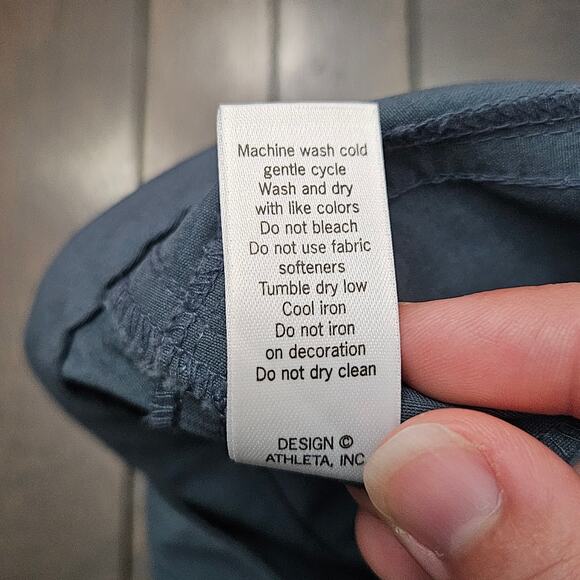 Machine wash cold
gentle cycle
Wash and dry
with like colors
Do not bleach
Do not use fabric
softeners
Tumble dry low
Cool iron
Do not iron
on decoration
Do not dry clean
DESIGN ©
ATHLETA, INC